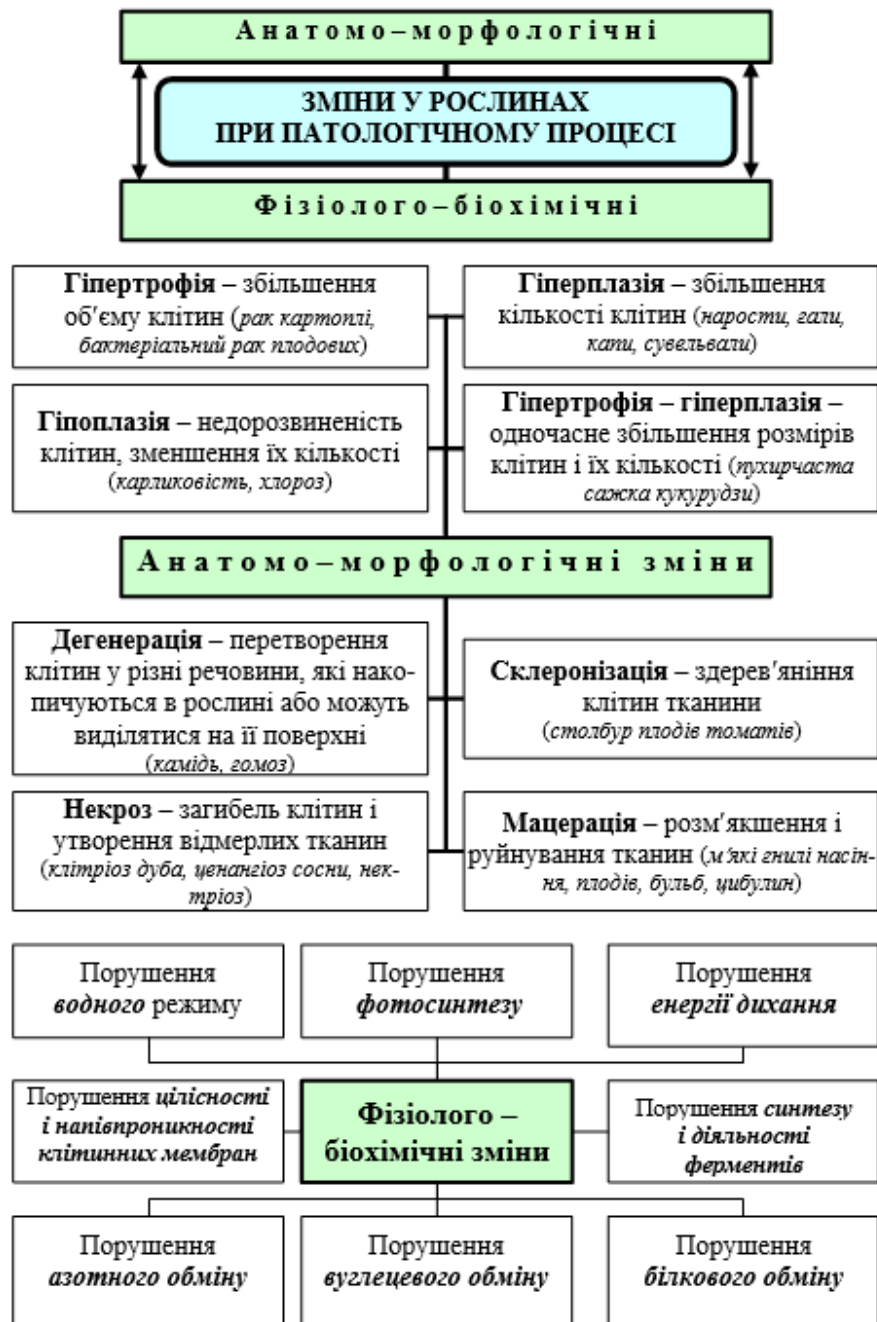 Анатомо–морфологічні
ЗМІНИ У РОСЛИНАХ
ПРИ ПАТОЛОГІЧНОМУ ПРОЦЕСІ
Фізіолого–біохімічні
Гіпертрофія – збільшення
об′єму клітин (рак картоплі,
бактеріальний рак плодових)
Гіперплазія – збільшення
кількості клітин (нарости, гали,
капи, сувельвали)
Гіпоплазія – недорозвиненість
клітин, зменшення їх кількості
(карликовість, хлороз)
Гіпертрофія – гіперплазія –
одночасне збільшення розмірів
клітин і їх кількості (пухирчаста
сажка кукурудзи)
Анатомо–морфологічні зміни
Дегенерація – перетворення
клітин у різні речовини, які нако-
пичуються в рослині або можуть
виділятися на її поверхні
(камідь, гомоз)
Склеронізація – здерев′яніння
клітин тканини
(столбур плодів томатів)
Некроз – загибель клітин і
утворення відмерлих тканин
(клітріоз дуба, ценангіоз сосни, нек-
тріоз)
Мацерація – розм′якшення і
руйнування тканин (м′які гнилі насін-
ня, плодів, бульб, цибулин)
Порушення
водного режиму
Порушення
фотосинтезу
Порушення
енергії дихання
Порушення цілісності
і напівпроникності
клітинних мембран
Фізіолого –
біохімічні зміни
Порушення синтезу
і діяльності
ферментів
Порушення
азотного обміну
Порушення
вуглецевого обміну
Порушення
білкового обміну